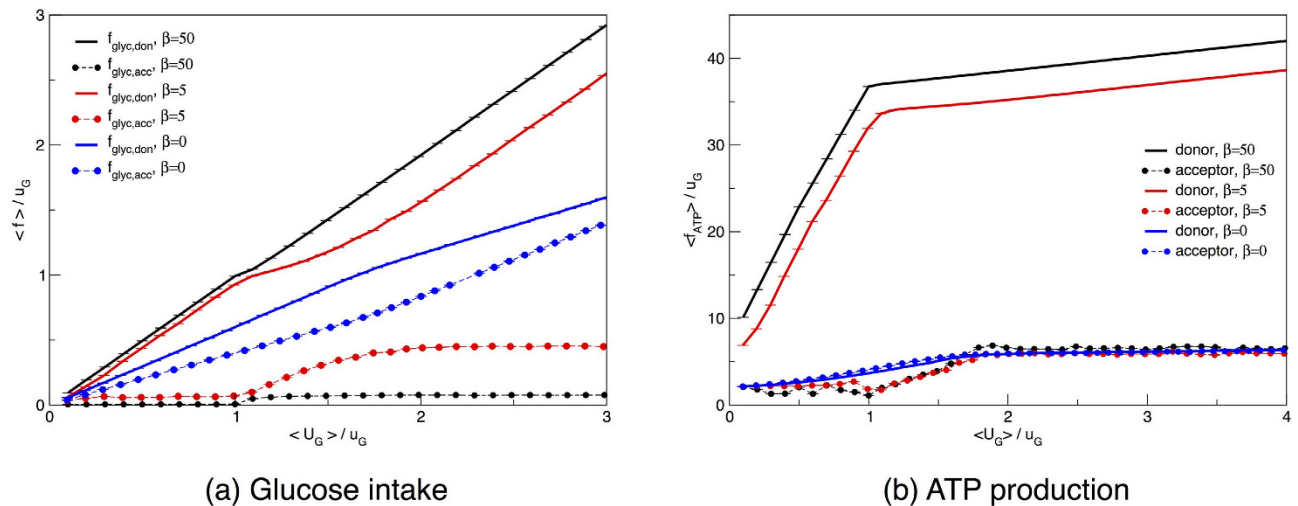 3
2
1
0
<f> / u_G
f_glyc,don, β=50
f_glyc,acc, β=50
f_glyc,don, β=5
f_glyc,acc, β=5
f_glyc,don, β=0
f_glyc,acc, β=0
0 1 2 3
< U_G > / u_G
(a) Glucose intake
40
30
20
10
0
<f_ATP> / u_G
donor, β=50
acceptor, β=50
donor, β=5
acceptor, β=5
donor, β=0
acceptor, β=0
0 1 2 3 4
<U_G> / u_G
(b) ATP production